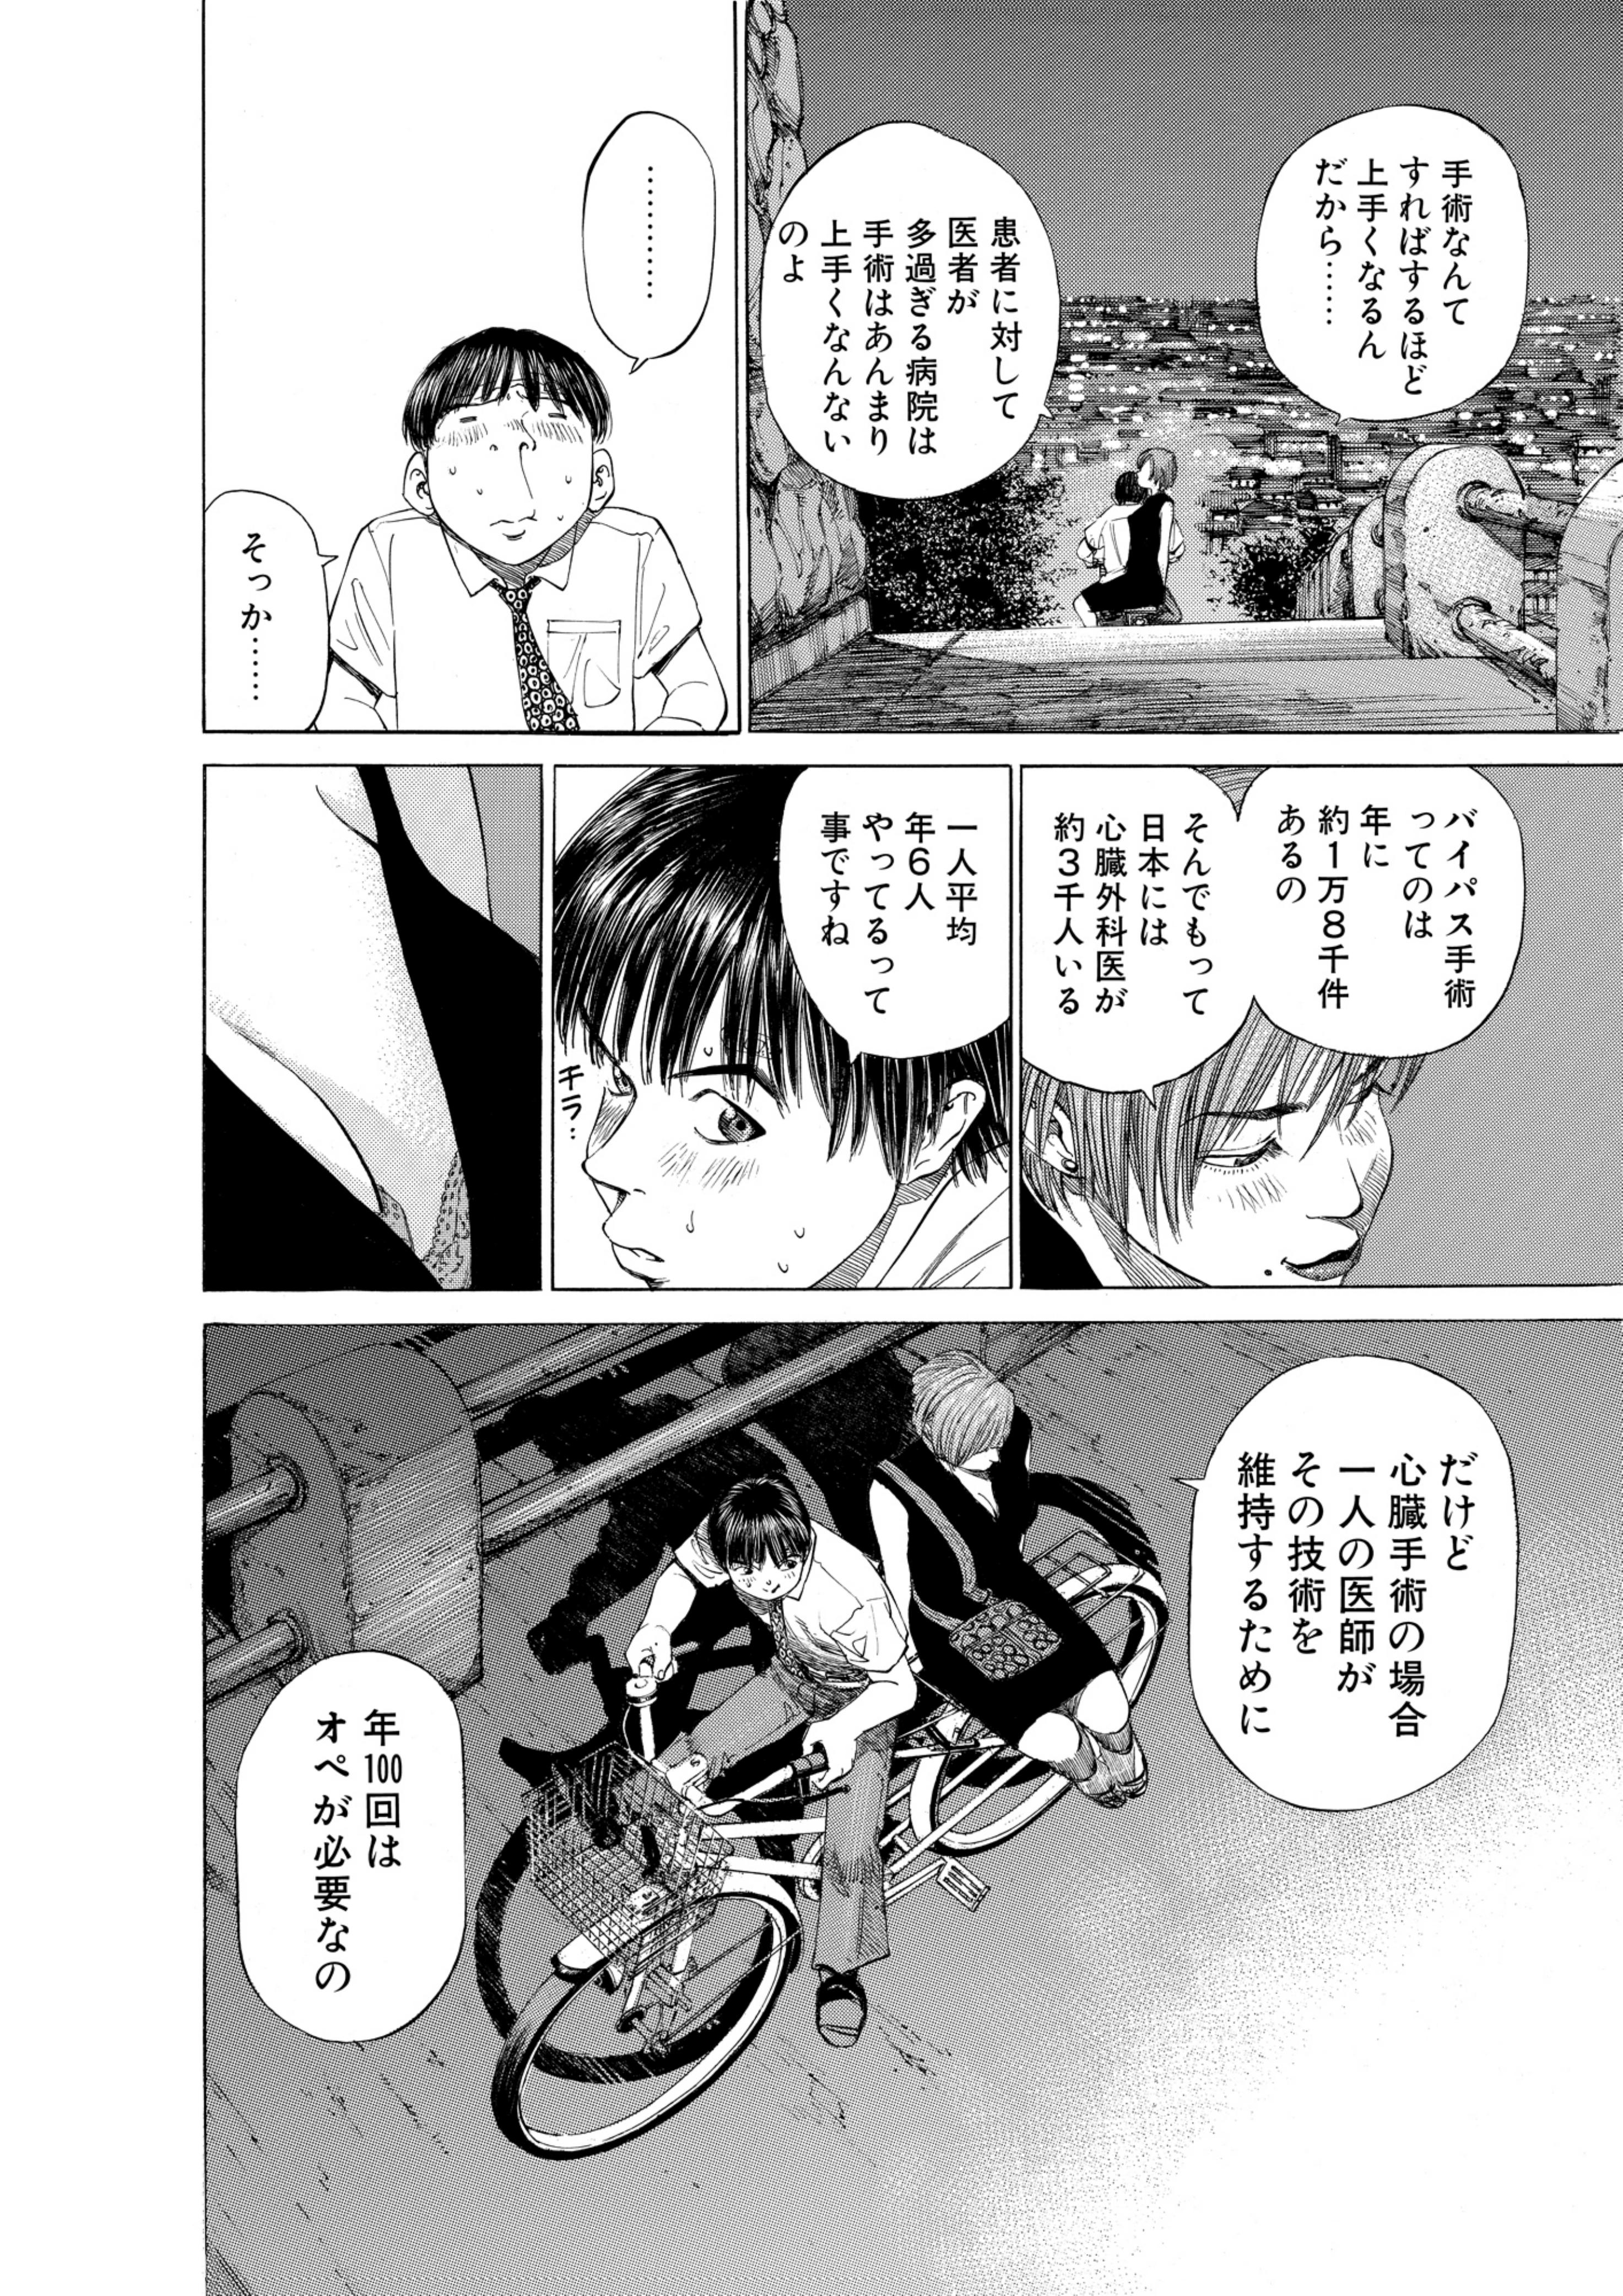 手術なんて
すればするほど
上手くなるん
だから……
患者に対して
医者が
多過ぎる病院は
手術はあんまり
上手くなんない
のよ
…………
そっか……
バイパス手術
ってのは
年に
約1万8千件
あるの
そんでもって
日本には
心臓外科医が
約3千人いる
一人平均
年6人
やってるって
事ですね
チラ…
だけど
心臓手術の場合
一人の医師が
その技術を
維持するために
年100回は
オペが必要なの